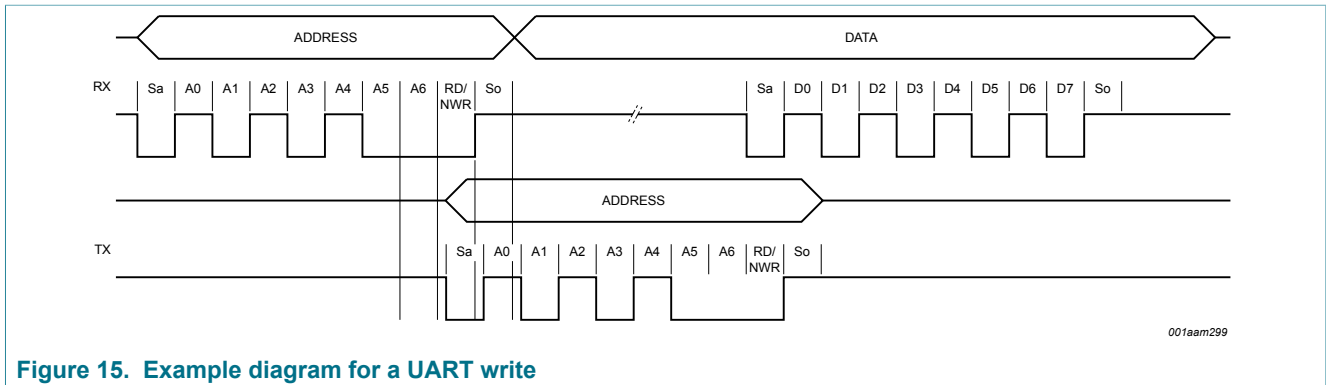 ADDRESS DATA
RX Sa A0 A1 A2 A3 A4 A5 A6 RD/ NWR So Sa D0 D1 D2 D3 D4 D5 D6 D7 So
ADDRESS
TX Sa A0 A1 A2 A3 A4 A5 A6 RD/ NWR So
001aam299
Figure 15. Example diagram for a UART write